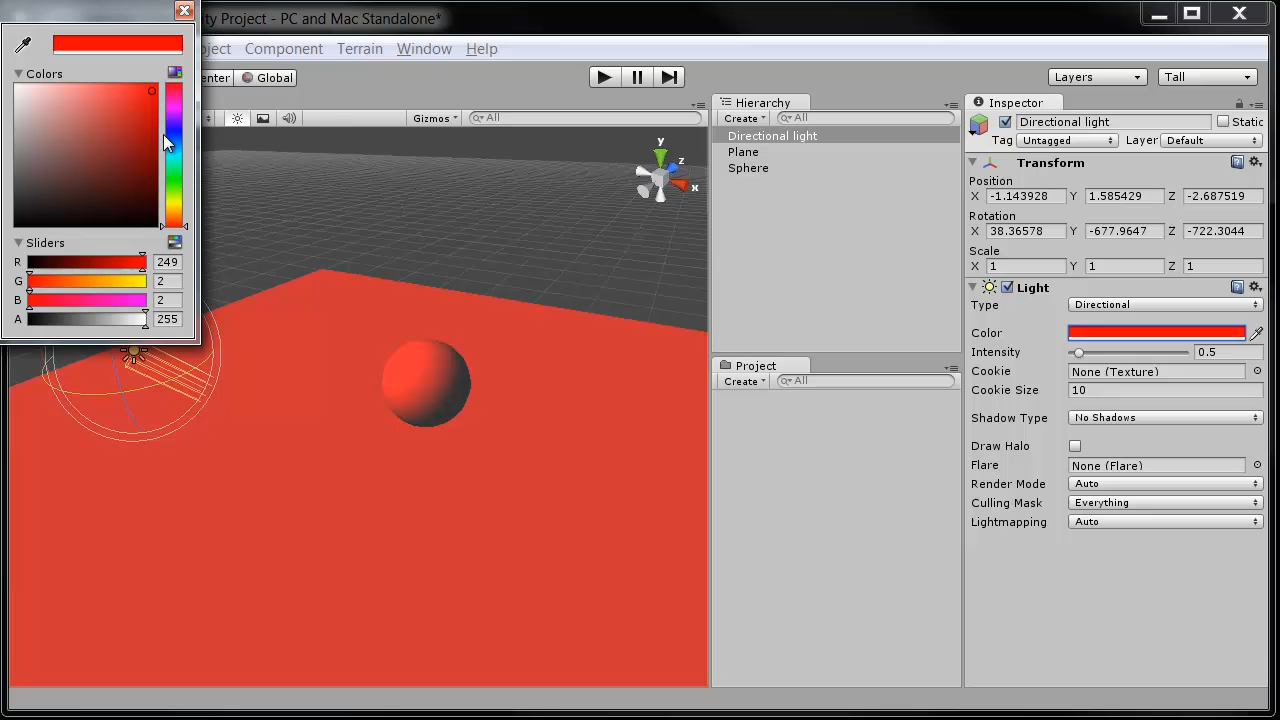 ty Project - PC and Mac Standalone*
ject Component Terrain Window Help
enter Global Layers Tall
Gizmos All
Colors
Sliders
R 249
G 2
B 2
A 255
y
z
x
Hierarchy
Create All
Directional light
Plane
Sphere
Project
Create All
Inspector
Directional light Static
Tag Untagged Layer Default
Transform
Position
X -1.143928 Y 1.585429 Z -2.687519
Rotation
X 38.36578 Y -677.9647 Z -722.3044
Scale
X 1 Y 1 Z 1
Light
Type Directional
Color
Intensity 0.5
Cookie None (Texture)
Cookie Size 10
Shadow Type No Shadows
Draw Halo
Flare None (Flare)
Render Mode Auto
Culling Mask Everything
Lightmapping Auto